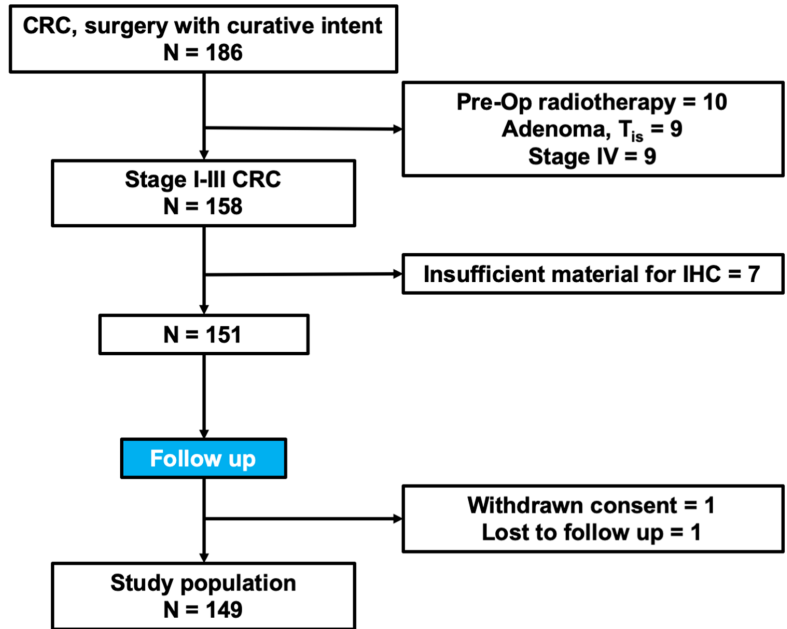 CRC, surgery with curative intent
N = 186
Pre-Op radiotherapy = 10
Adenoma, Tis = 9
Stage IV = 9
Stage I-III CRC
N = 158
Insufficient material for IHC = 7
N = 151
Follow up
Withdrawn consent = 1
Lost to follow up = 1
Study population
N = 149